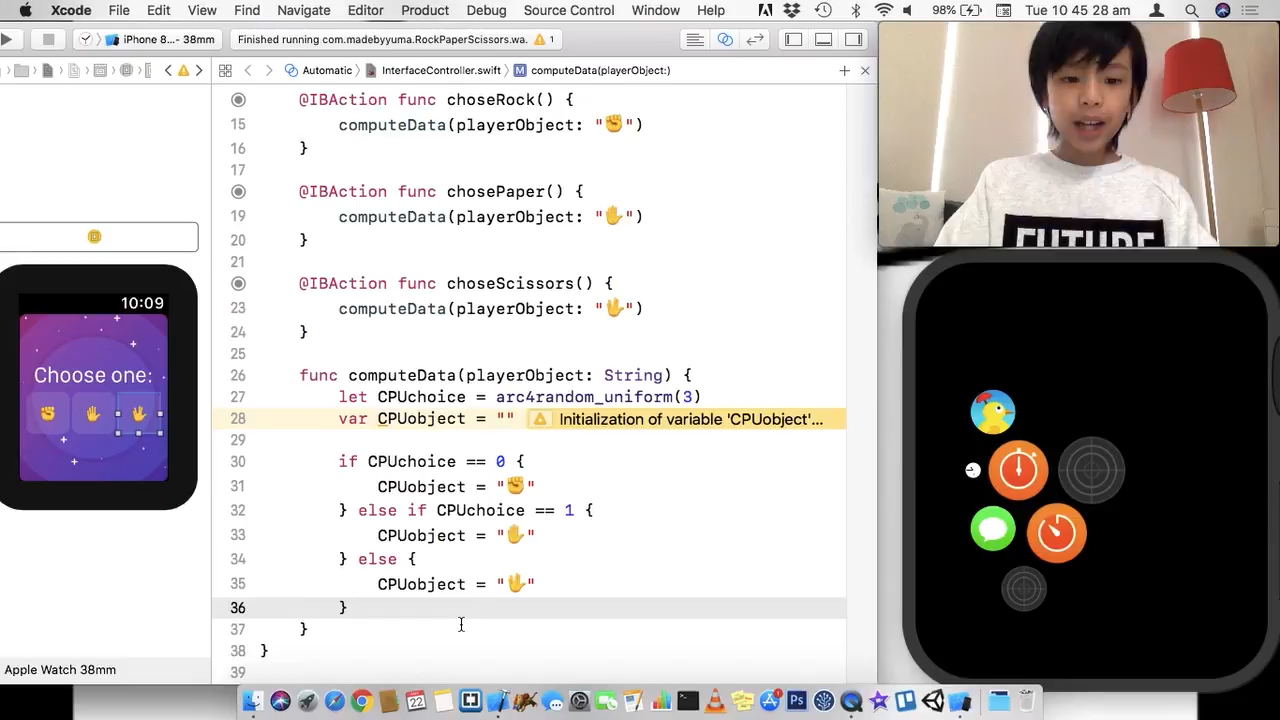 Xcode File Edit View Find Navigate Editor Product Debug Source Control Window Help 98% Tue 10 45 28 am
iPhone 8... - 38mm Finished running com.madebyyuma.RockPaperScissors.wa. 1
Automatic InterfaceController.swift computeData(playerObject:)
@IBAction func choseRock() {
15 computeData(playerObject: "✊")
16 }
17
@IBAction func chosePaper() {
19 computeData(playerObject: "✋")
20 }
21
@IBAction func choseScissors() {
23 computeData(playerObject: "🖖")
24 }
25
26 func computeData(playerObject: String) {
27 let CPUchoice = arc4random_uniform(3)
28 var CPUobject = "" Initialization of variable 'CPUobject'...
29
30 if CPUchoice == 0 {
31 CPUobject = "✊"
32 } else if CPUchoice == 1 {
33 CPUobject = "✋"
34 } else {
35 CPUobject = "🖖"
36 }
37 }
38 }
39
10:09
Choose one:
Apple Watch 38mm
FUTURE
22